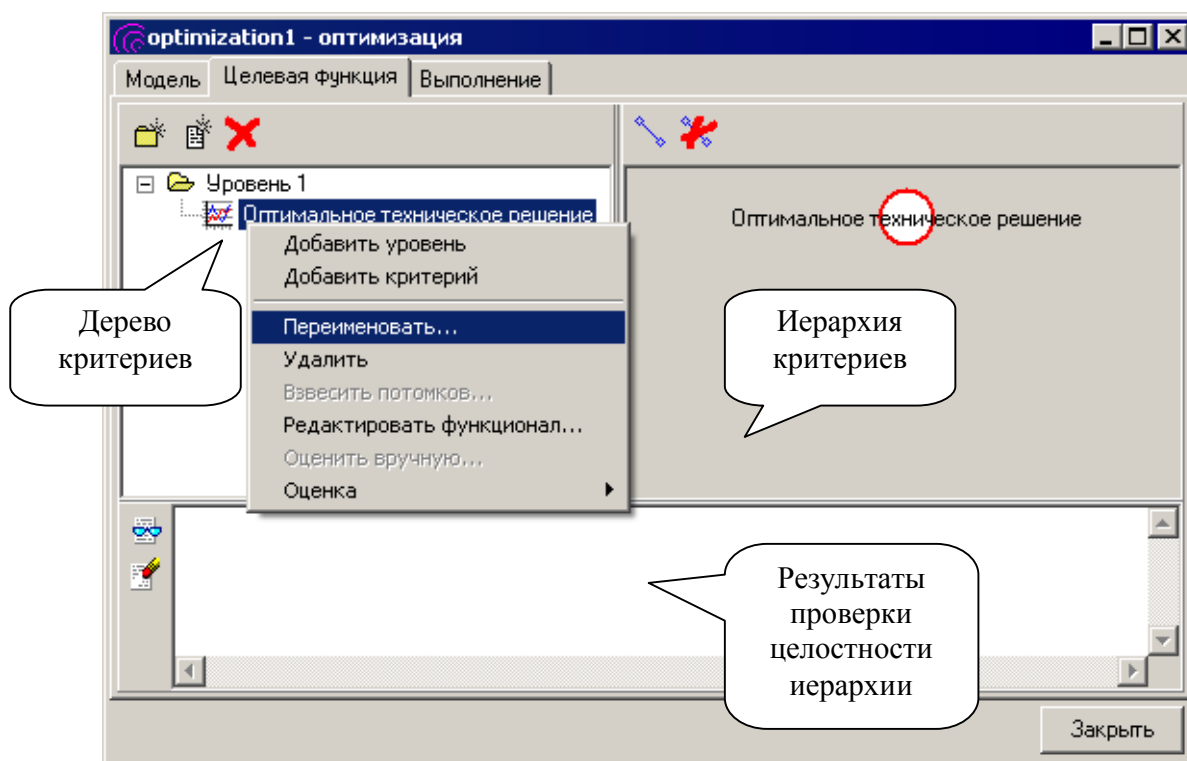 optimization1 - оптимизация
Модель Целевая функция Выполнение
Уровень 1
Оптимальное техническое решение
Оптимальное техническое решение
Добавить уровень
Добавить критерий
Переименовать...
Удалить
Взвесить потомков...
Редактировать функционал...
Оценить вручную...
Оценка
Дерево
критериев
Иерархия
критериев
Результаты
проверки
целостности
иерархии
Закрыть